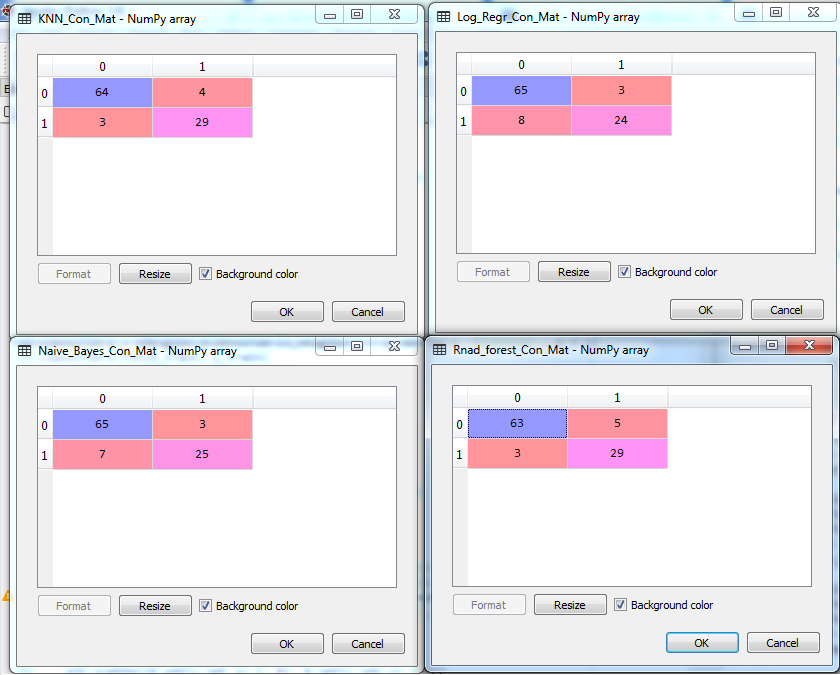 KNN_Con_Mat - NumPy array
0 1
0 64 4
1 3 29
Format Resize Background color
OK Cancel
Log_Regr_Con_Mat - NumPy array
0 1
0 65 3
1 8 24
Format Resize Background color
OK Cancel
Naive_Bayes_Con_Mat - NumPy array
0 1
0 65 3
1 7 25
Format Resize Background color
OK Cancel
Rnad_forest_Con_Mat - NumPy array
0 1
0 63 5
1 3 29
Format Resize Background color
OK Cancel